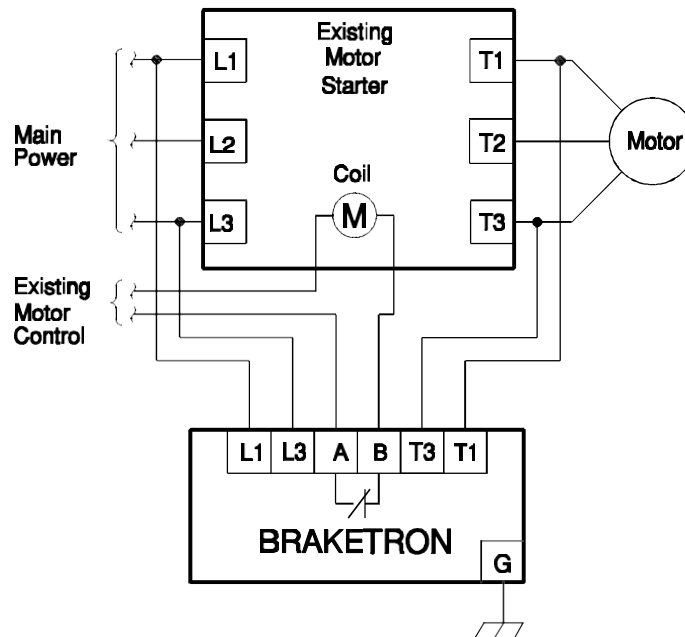 Existing
Motor
Starter
L1
T1
Main
Power
L2
T2
Motor
Coil
L3
M
T3
Existing
Motor
Control
L1 L3 A B T3 T1
BRAKETRON
G